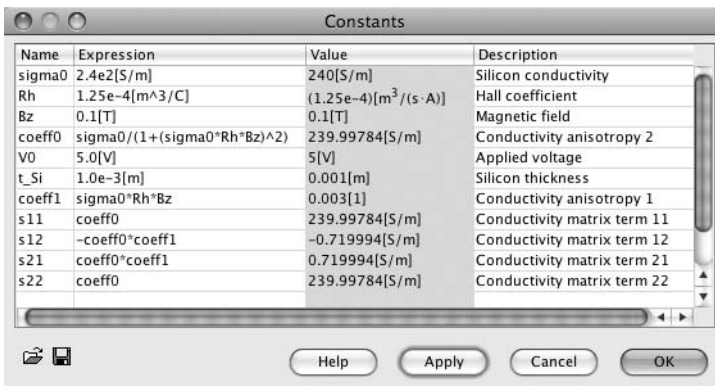 Constants
Name Expression Value Description
sigma0 2.4e2[S/m] 240[S/m] Silicon conductivity
Rh 1.25e-4[m^3/C] (1.25e-4)[m³/(s·A)] Hall coefficient
Bz 0.1[T] 0.1[T] Magnetic field
coeff0 sigma0/(1+(sigma0*Rh*Bz)^2) 239.99784[S/m] Conductivity anisotropy 2
V0 5.0[V] 5[V] Applied voltage
t_Si 1.0e-3[m] 0.001[m] Silicon thickness
coeff1 sigma0*Rh*Bz 0.003[1] Conductivity anisotropy 1
s11 coeff0 239.99784[S/m] Conductivity matrix term 11
s12 -coeff0*coeff1 -0.719994[S/m] Conductivity matrix term 12
s21 coeff0*coeff1 0.719994[S/m] Conductivity matrix term 21
s22 coeff0 239.99784[S/m] Conductivity matrix term 22
Help Apply Cancel OK